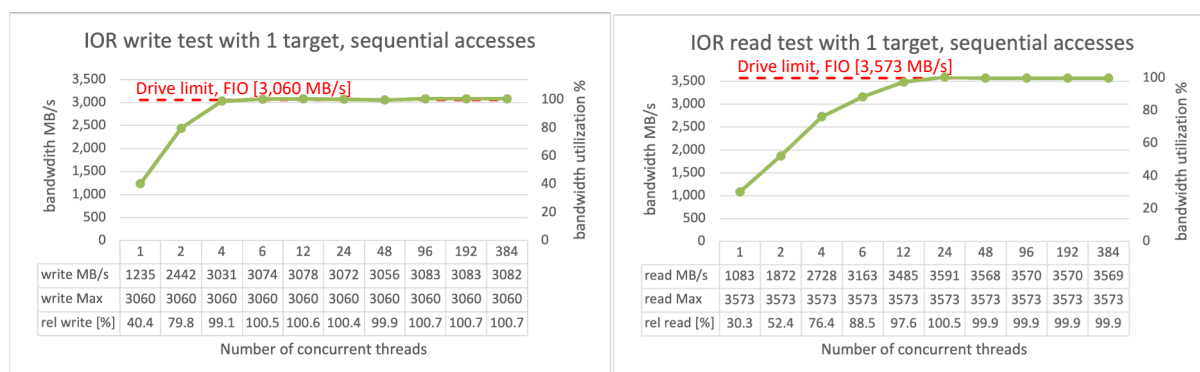 IOR write test with 1 target, sequential accesses
Drive limit, FIO [3,060 MB/s]
bandwdith MB/s
3,500
3,000
2,500
2,000
1,500
1,000
500
0
100
80
60
40
20
0
bandwidth utilization %
1 2 4 6 12 24 48 96 192 384
write MB/s 1235 2442 3031 3074 3078 3072 3056 3083 3083 3082
write Max 3060 3060 3060 3060 3060 3060 3060 3060 3060 3060
rel write [%] 40.4 79.8 99.1 100.5 100.6 100.4 99.9 100.7 100.7 100.7
Number of concurrent threads
IOR read test with 1 target, sequential accesses
Drive limit, FIO [3,573 MB/s]
bandwidth MB/s
3,500
3,000
2,500
2,000
1,500
1,000
500
0
100
80
60
40
20
0
bandwidth utilization %
1 2 4 6 12 24 48 96 192 384
read MB/s 1083 1872 2728 3163 3485 3591 3568 3570 3570 3569
read Max 3573 3573 3573 3573 3573 3573 3573 3573 3573 3573
rel read [%] 30.3 52.4 76.4 88.5 97.6 100.5 99.9 99.9 99.9 99.9
Number of concurrent threads